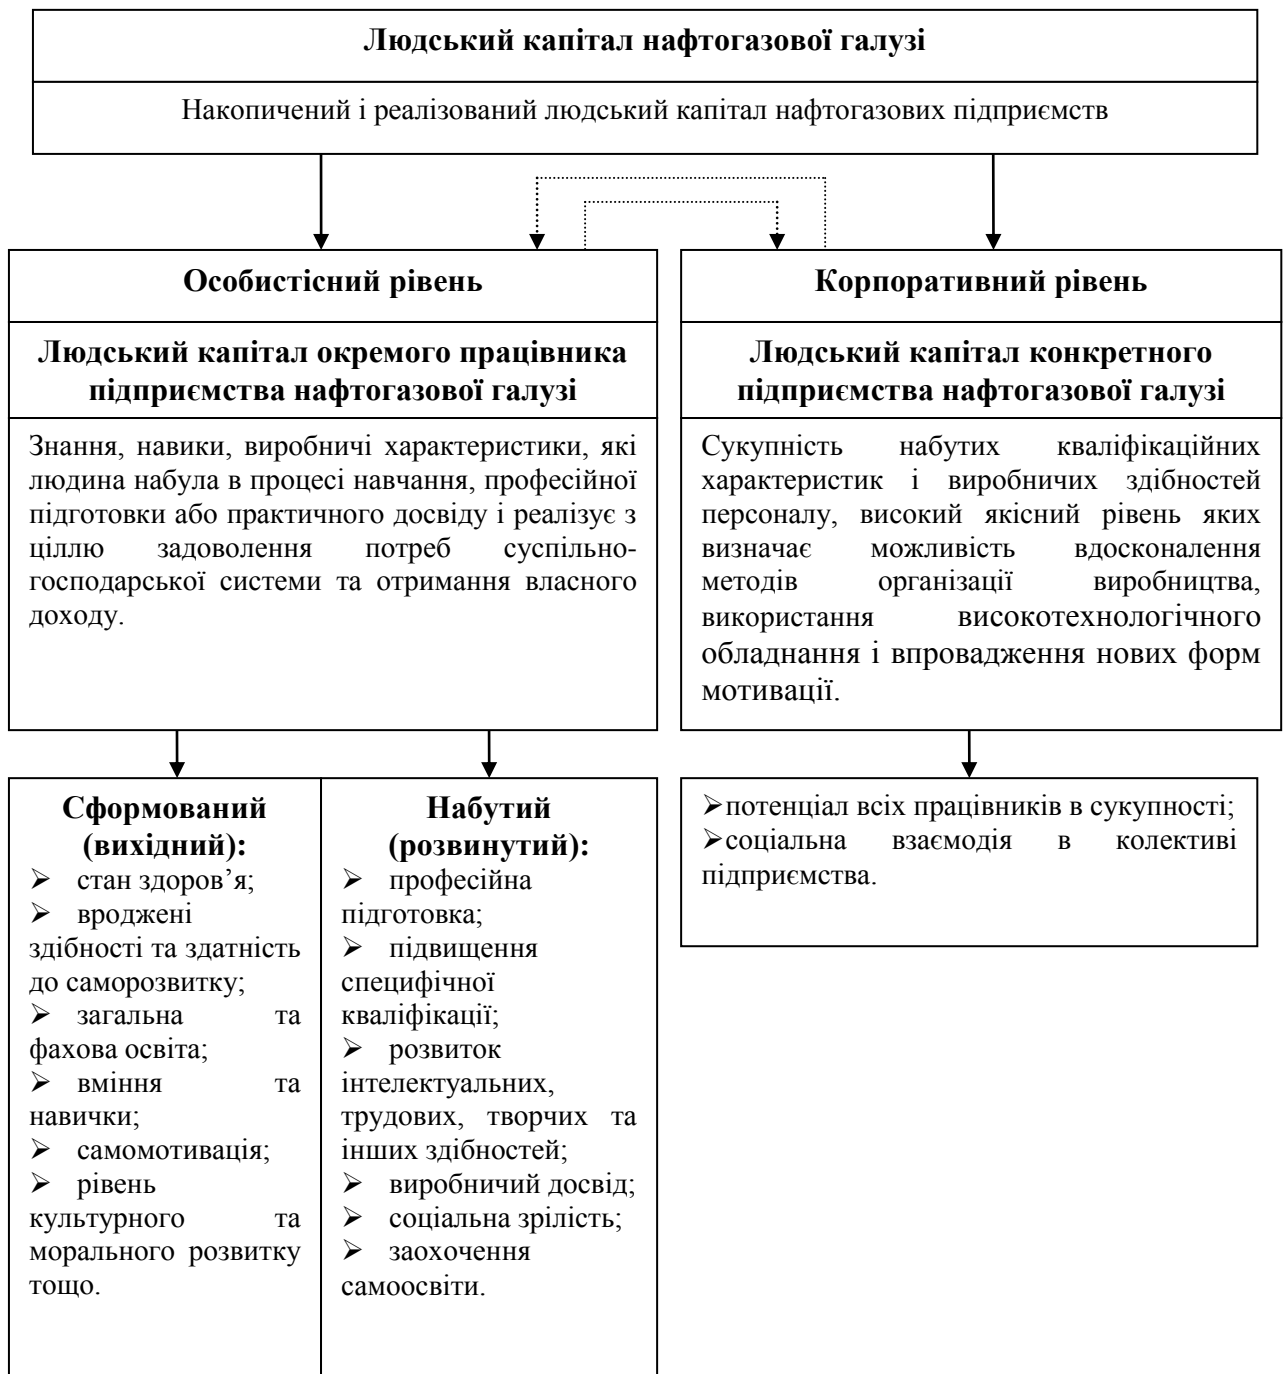 Людський капітал нафтогазової галузі
Накопичений і реалізований людський капітал нафтогазових підприємств
Особистісний рівень
Людський капітал окремого працівника
підприємства нафтогазової галузі
Знання, навики, виробничі характеристики, які
людина набула в процесі навчання, професійної
підготовки або практичного досвіду і реалізує з
ціллю задоволення потреб суспільно-
господарської системи та отримання власного
доходу.
Корпоративний рівень
Людський капітал конкретного
підприємства нафтогазової галузі
Сукупність набутих кваліфікаційних
характеристик і виробничих здібностей
персоналу, високий якісний рівень яких
визначає можливість вдосконалення
методів організації виробництва,
використання високотехнологічного
обладнання і впровадження нових форм
мотивації.
Сформований
(вихідний):
➢ стан здоров’я;
➢ вроджені
здібності та здатність
до саморозвитку;
➢ загальна та
фахова освіта;
➢ вміння та
навички;
➢ самомотивація;
➢ рівень
культурного та
морального розвитку
тощо.
Набутий
(розвинутий):
➢ професійна
підготовка;
➢ підвищення
специфічної
кваліфікації;
➢ розвиток
інтелектуальних,
трудових, творчих та
інших здібностей;
➢ виробничий досвід;
➢ соціальна зрілість;
➢ заохочення
самоосвіти.
➢потенціал всіх працівників в сукупності;
➢соціальна взаємодія в колективі
підприємства.